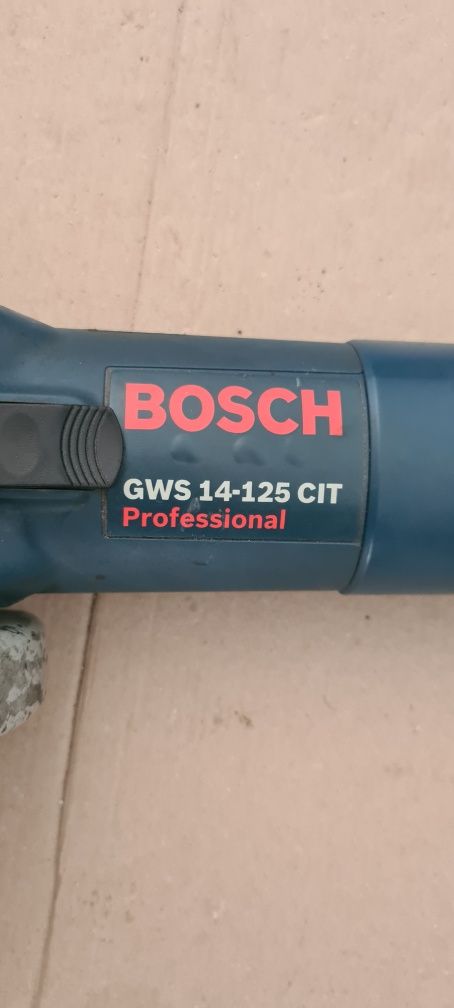 BOSCH
GWS 14-125 CIT
Professional